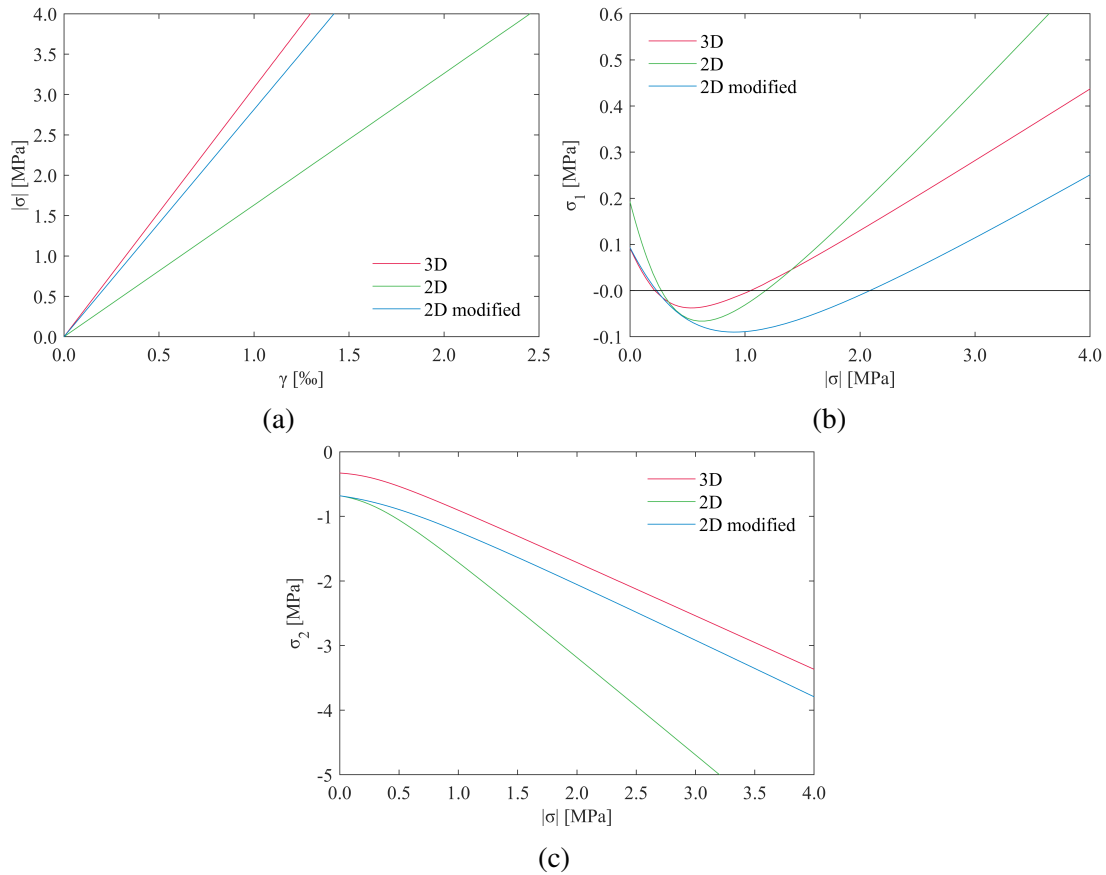 4.0
3.5
3.0
2.5
2.0
1.5
1.0
0.5
0.0
|σ| [MPa]
3D
2D
2D modified
0.0 0.5 1.0 1.5 2.0 2.5
γ [‰]
(a)
0.6
0.5
0.4
0.3
0.2
0.1
-0.0
-0.1
σ1 [MPa]
3D
2D
2D modified
0.0 1.0 2.0 3.0 4.0
|σ| [MPa]
(b)
0
-1
-2
-3
-4
-5
σ2 [MPa]
3D
2D
2D modified
0.0 0.5 1.0 1.5 2.0 2.5 3.0 3.5 4.0
|σ| [MPa]
(c)